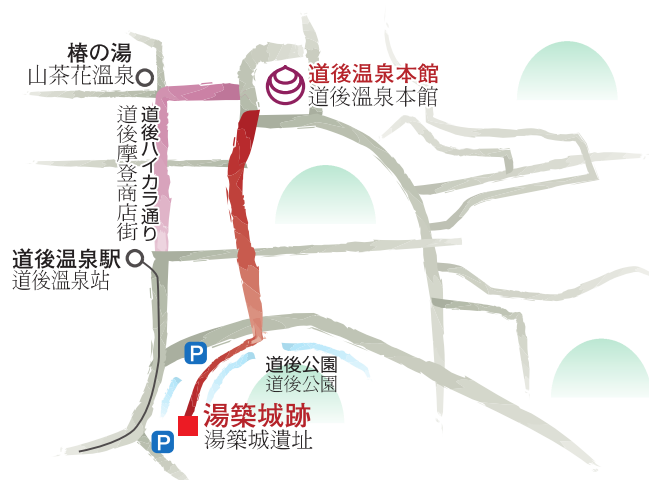 椿の湯
山茶花溫泉
道後温泉本館
道後溫泉本館
道後ハイカラ通り
道後摩登商店街
道後温泉駅
道後溫泉站
P
道後公園
道後公園
湯築城跡
湯築城遺址
P